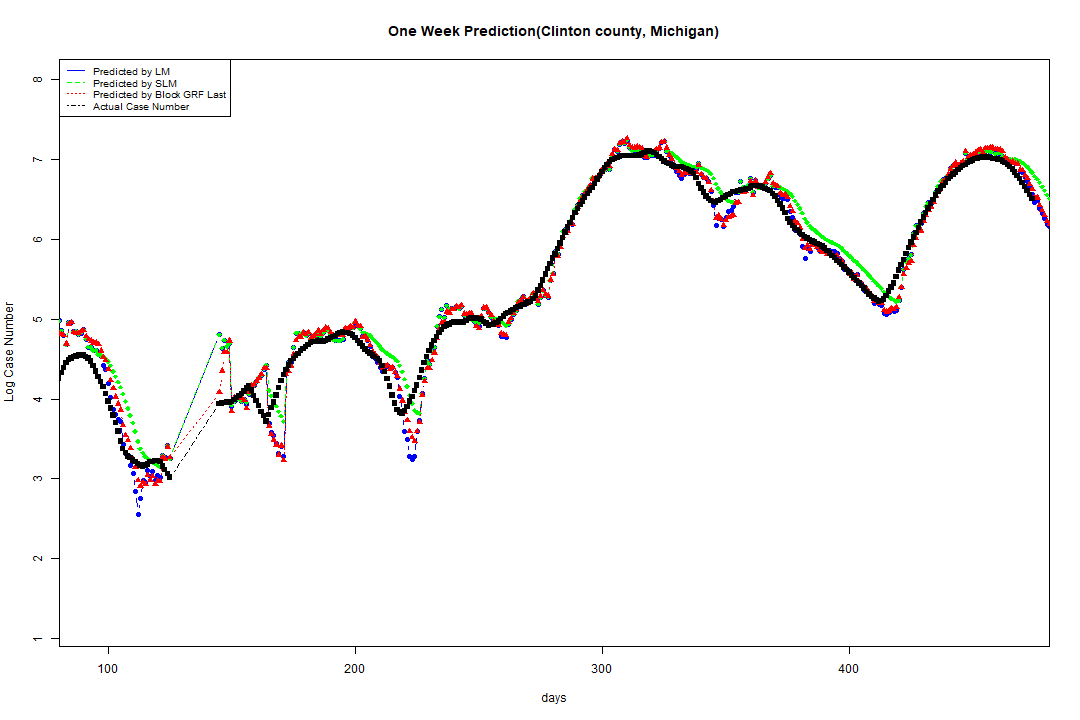 One Week Prediction(Clinton county, Michigan)
Predicted by LM
Predicted by SLM
Predicted by Block GRF Last
Actual Case Number
8
7
6
5
4
3
2
1
Log Case Number
100 200 300 400
days